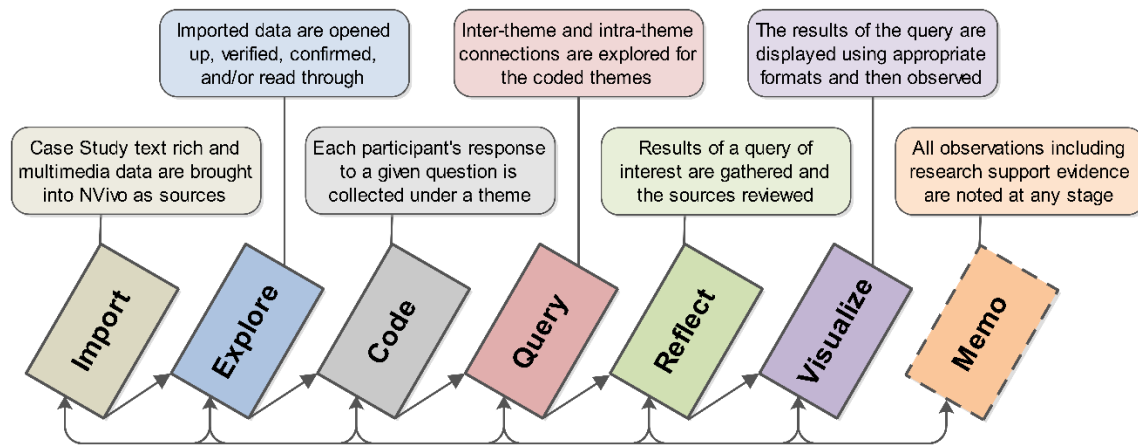 Imported data are opened
up, verified, confirmed,
and/or read through
Inter-theme and intra-theme
connections are explored for
the coded themes
The results of the query are
displayed using appropriate
formats and then observed
Case Study text rich and
multimedia data are brought
into NVivo as sources
Each participant's response
to a given question is
collected under a theme
Results of a query of
interest are gathered and
the sources reviewed
All observations including
research support evidence
are noted at any stage
Import
Explore
Code
Query
Reflect
Visualize
Memo